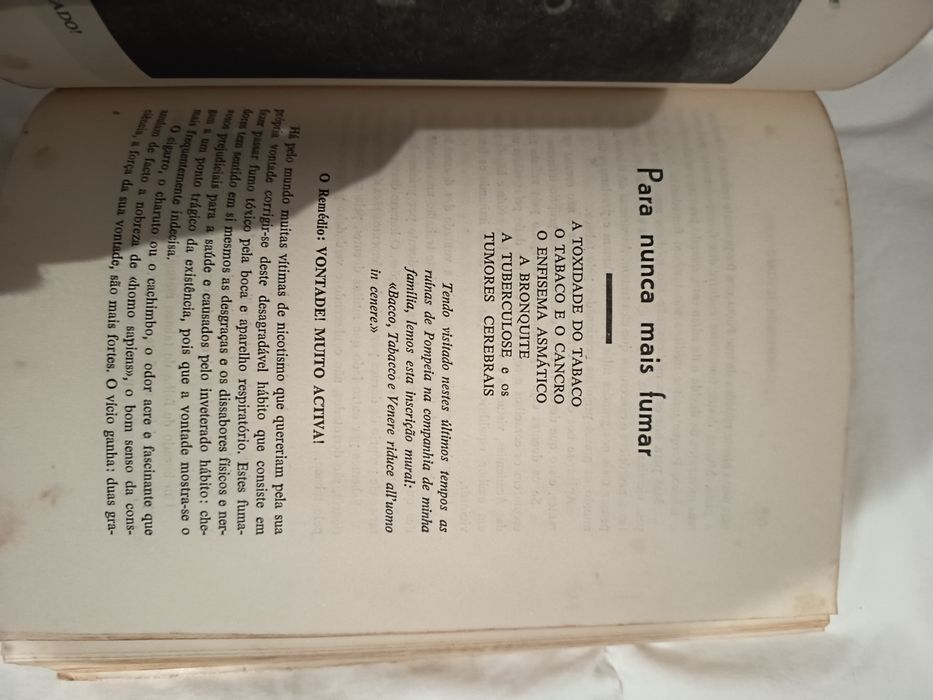 ADO!
Para nunca mais fumar
A TOXIDADE DO TABACO
O TABACO E O CANCRO
O ENFISEMA ASMÁTICO
A BRONQUITE
A TUBERCULOSE e os
TUMORES CEREBRAIS
Tendo visitado nestes últimos tempos as
ruínas de Pompeia na companhia de minha
família, lemos esta inscrição mural:
«Bacco, Tabacco e Venere riduce all'uomo
in cenere.»
O Remédio: VONTADE! MUITO ACTIVA!
Há pelo mundo muitas vítimas de nicotismo que quereriam pela sua
própria vontade corrigir-se deste desagradável hábito que consiste em
fazer passar fumo tóxico pela boca e aparelho respiratório. Estes fuma-
dores tem sentido em si mesmos as desgraças e os dissabores físicos e ner-
vosos prejudiciais para a saúde e causados pelo inveterado hábito: che-
gam a um ponto trágico da existência, pois que a vontade mostra-se o
mais frequentemente indecisa.
O cigarro, o charuto ou o cachimbo, o odor acre e fascinante que
anulam de facto a nobreza de «homo sapiens», o bom senso da cons-
ciência, a força da sua vontade, são mais fortes. O vício ganha: duas gra-